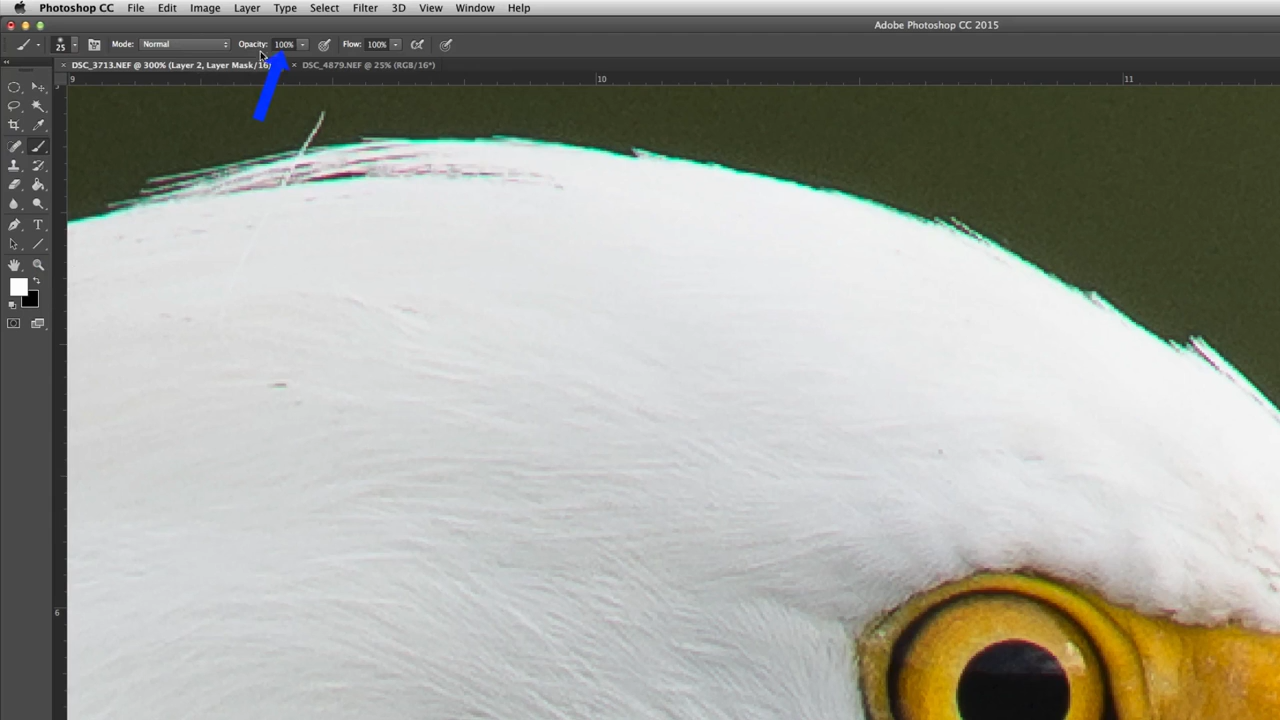 Photoshop CC File Edit Image Layer Type Select Filter 3D View Window Help
Adobe Photoshop CC 2015
25 Mode: Normal Opacity: 100% Flow: 100%
× DSC_3713.NEF @ 300% (Layer 2, Layer Mask/16) × DSC_4879.NEF @ 25% (RGB/16*)
9 10 11
T
6